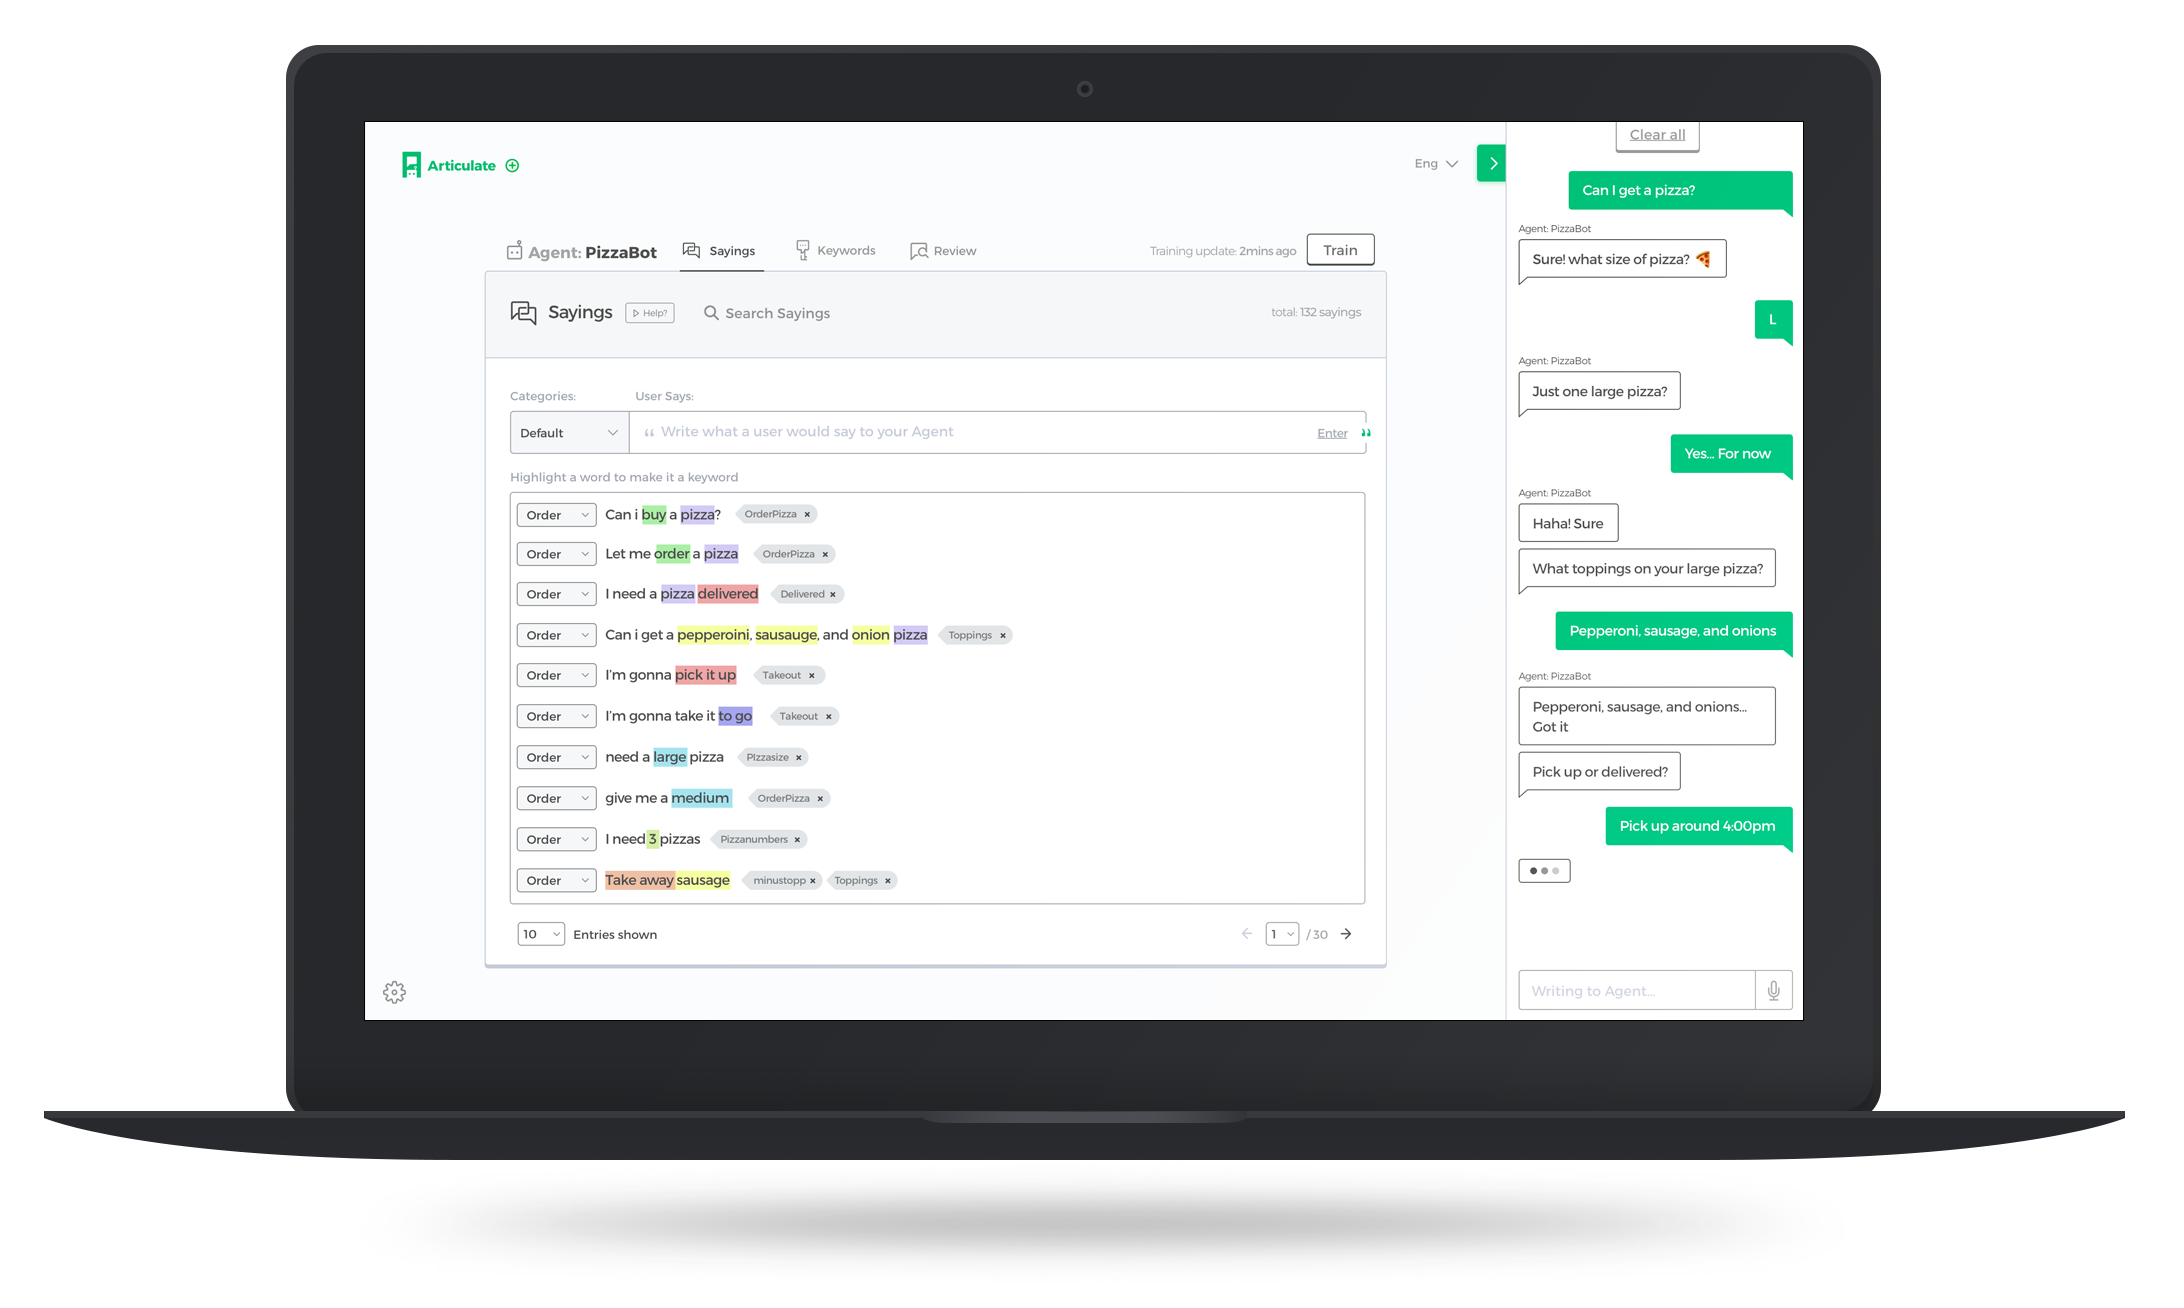 Articulate
Eng
Agent: PizzaBot
Sayings
Keywords
Review
Training update: 2mins ago
Train
Sayings
Help?
Search Sayings
total: 132 sayings
Categories:
User Says:
Default
“ Write what a user would say to your Agent
Enter ”
Highlight a word to make it a keyword
Order Can i buy a pizza? OrderPizza ×
Order Let me order a pizza OrderPizza ×
Order I need a pizza delivered Delivered ×
Order Can i get a pepperoini, sausauge, and onion pizza Toppings ×
Order I'm gonna pick it up Takeout ×
Order I'm gonna take it to go Takeout ×
Order need a large pizza PIzzasize ×
Order give me a medium OrderPizza ×
Order I need 3 pizzas Pizzanumbers ×
Order Take away sausage minustopp × Toppings ×
10 Entries shown
1 / 30
Clear all
Can I get a pizza?
Agent: PizzaBot
Sure! what size of pizza? 🍕
L
Agent: PizzaBot
Just one large pizza?
Yes... For now
Agent: PizzaBot
Haha! Sure
What toppings on your large pizza?
Pepperoni, sausage, and onions
Agent: PizzaBot
Pepperoni, sausage, and onions...
Got it
Pick up or delivered?
Pick up around 4:00pm
Writing to Agent...